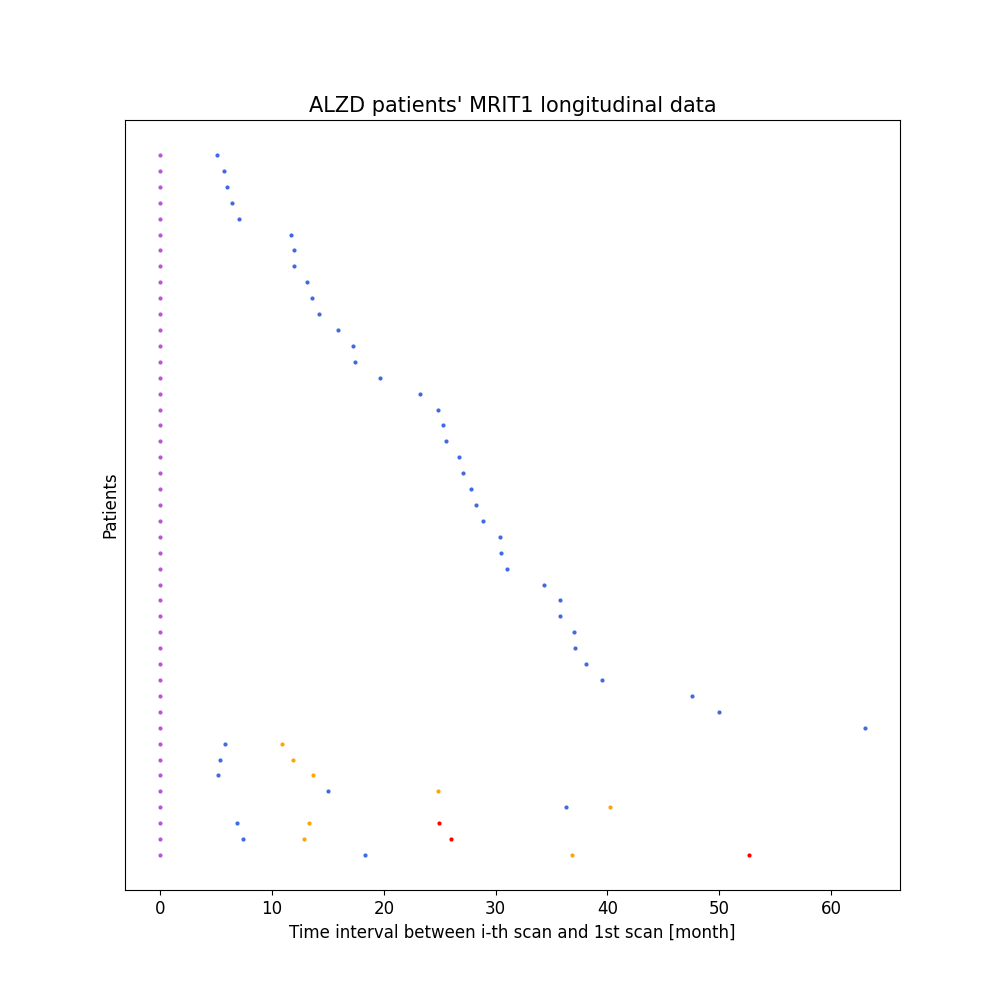 ALZD patients' MRIT1 longitudinal data
Patients
0 10 20 30 40 50 60
Time interval between i-th scan and 1st scan [month]